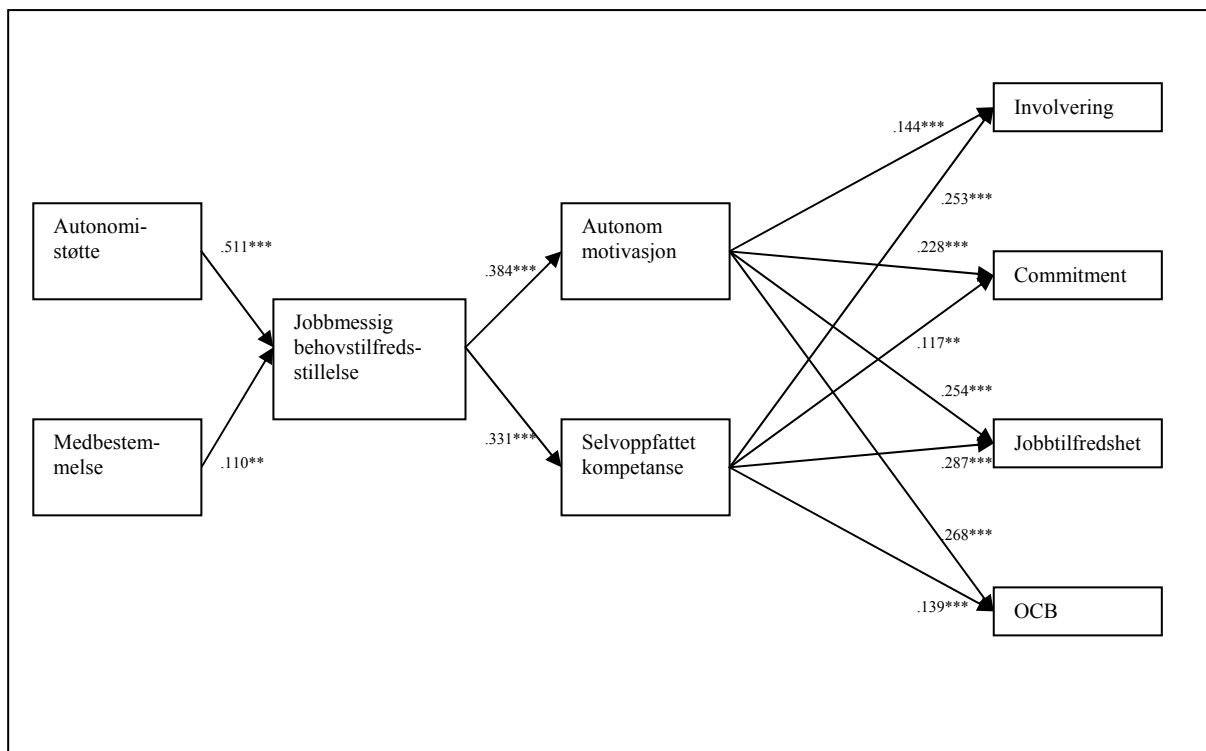 Involvering
.144***
.253***
Autonomi-
støtte
.511***
Autonom
motivasjon
.228***
Commitment
.384***
Jobbmessig
behovstilfreds-
stillelse
.117**
.254***
Medbestem-
melse
.110**
.331***
Selvoppfattet
kompetanse
Jobbtilfredshet
.287***
.268***
.139***
OCB